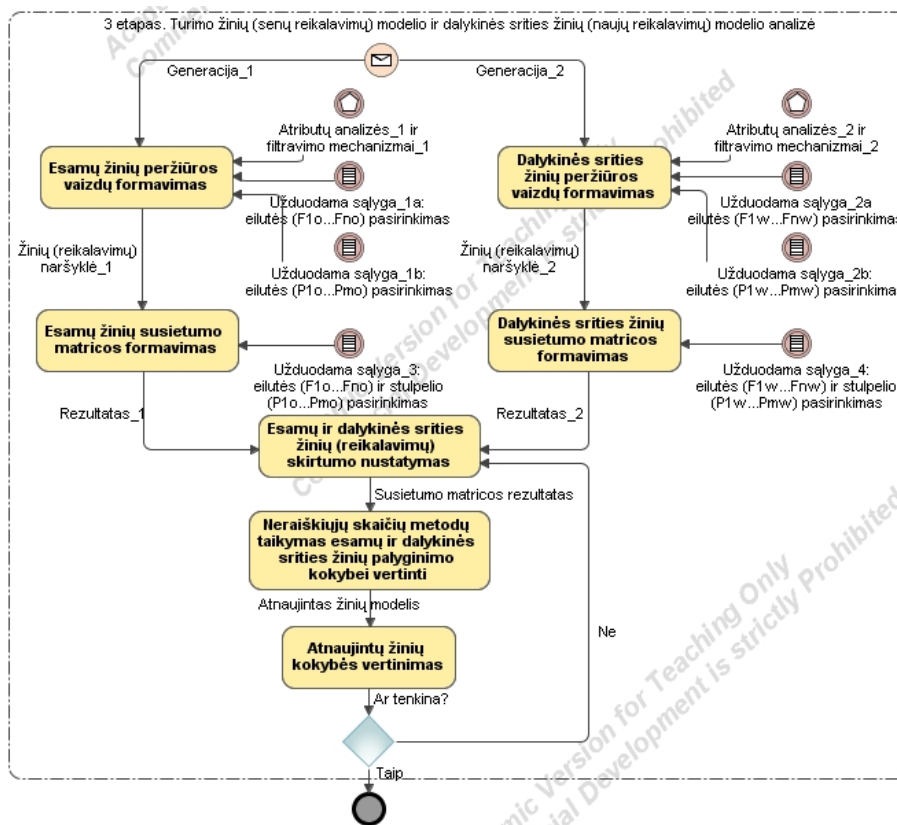 3 etapas. Turimo žinių (senų reikalavimų) modelio ir dalykinės srities žinių (naujų reikalavimų) modelio analizė
Generacija_1
Generacija_2
Atributų analizės_1 ir
filtravimo mechanizmai_1
Esamų žinių peržiūros
vaizdų formavimas
Užduodama sąlyga_1a:
eilutės (F1o...Fno) pasirinkimas
Užduodama sąlyga_1b:
eilutės (P1o...Pmo) pasirinkimas
Žinių (reikalavimų)
naršyklė_1
Atributų analizės_2 ir
filtravimo mechanizmai_2
Dalykinės srities
žinių peržiūros
vaizdų formavimas
Užduodama sąlyga_2a
eilutės (F1w...Fnw) pasirinkimas
Užduodama sąlyga_2b:
eilutės (P1w...Pmw) pasirinkimas
Žinių (reikalavimų)
naršyklė_2
Esamų žinių susietumo
matricos formavimas
Užduodama sąlyga_3:
eilutės (F1o...Fno) ir stulpelio
(P1o...Pmo) pasirinkimas
Dalykinės srities žinių
susietumo matricos
formavimas
Užduodama sąlyga_4:
eilutės (F1w...Fnw) ir stulpelio
(P1w...Pmw) pasirinkimas
Rezultatas_1
Rezultatas_2
Esamų ir dalykinės srities
žinių (reikalavimų)
skirtumo nustatymas
Susietumo matricos rezultatas
Neraiškiųjų skaičių metodų
taikymas esamų ir dalykinės
srities žinių palyginimo
kokybei vertinti
Atnaujintas žinių modelis
Atnaujintų žinių
kokybės vertinimas
Ne
Ar tenkina?
Taip